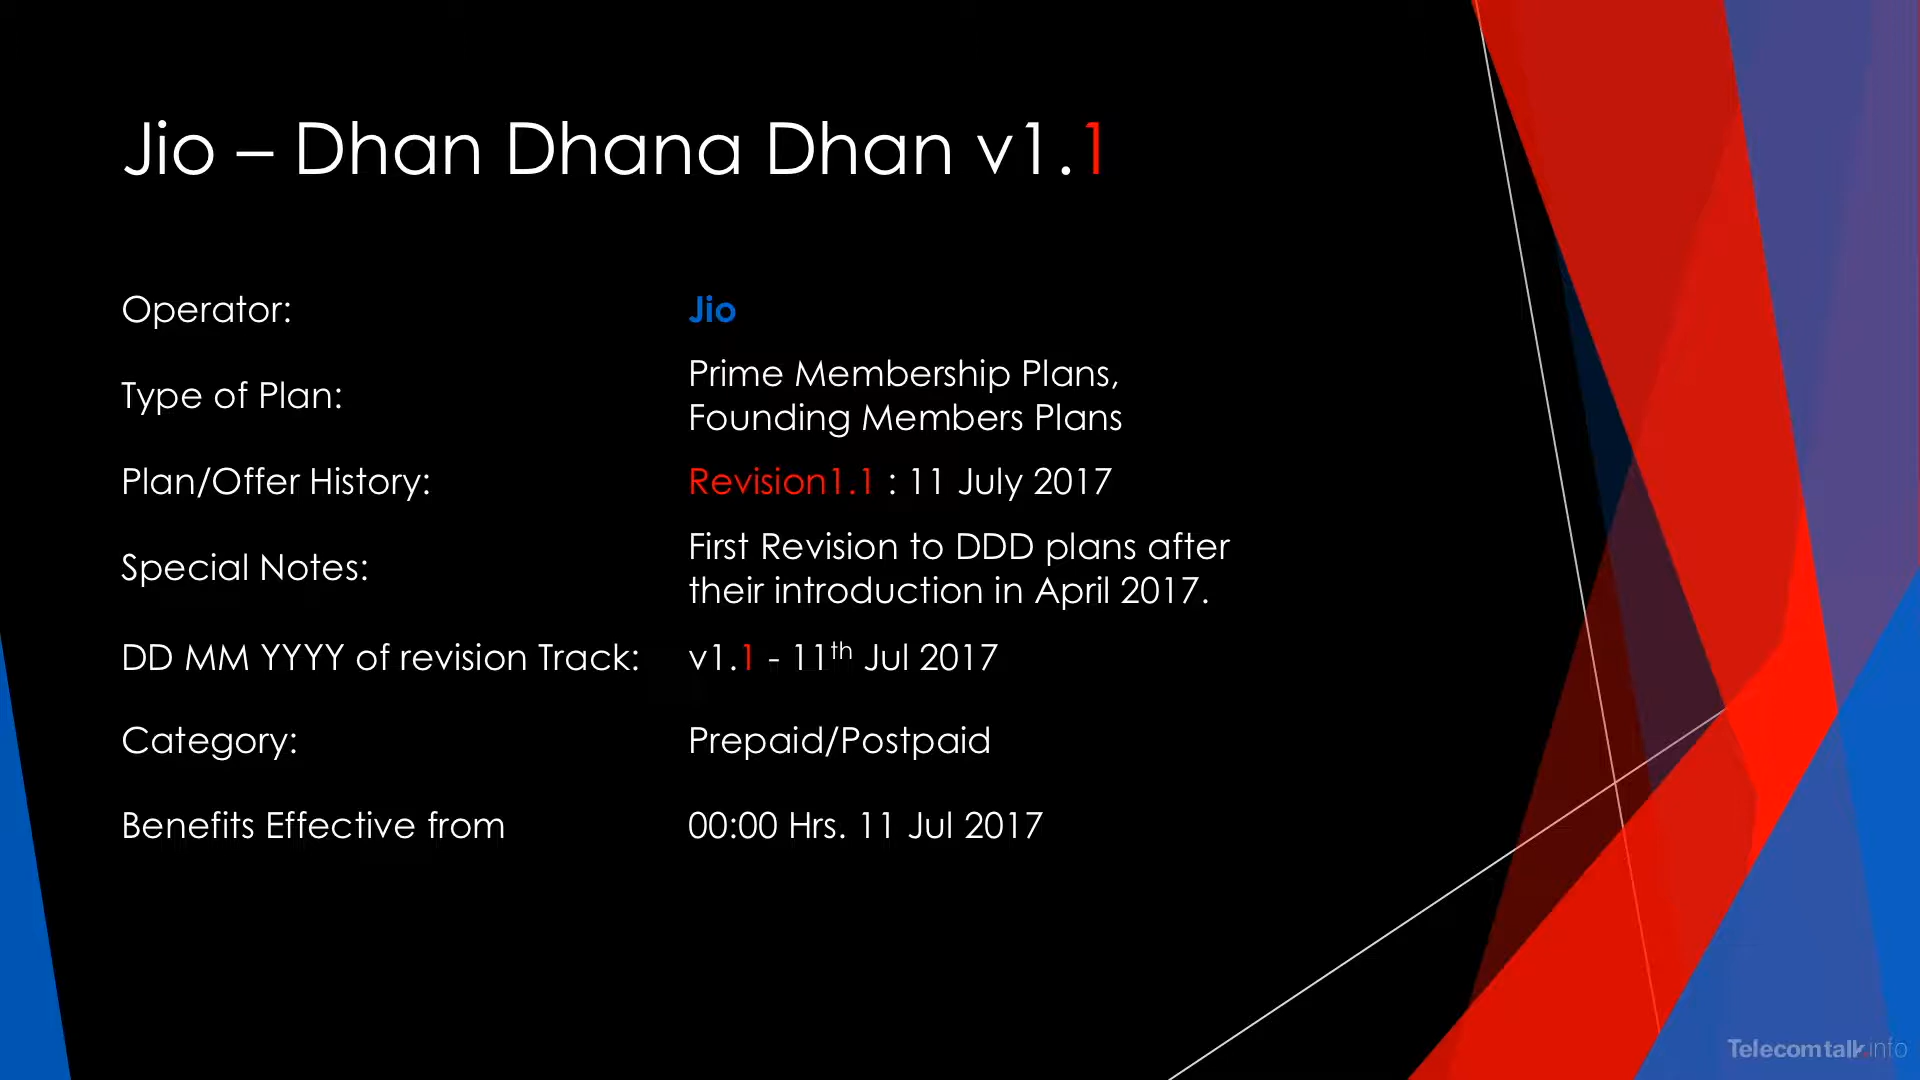 Jio – Dhan Dhana Dhan v1.1
Operator: Jio
Type of Plan: Prime Membership Plans,
Founding Members Plans
Plan/Offer History: Revision1.1 : 11 July 2017
Special Notes: First Revision to DDD plans after
their introduction in April 2017.
DD MM YYYY of revision Track: v1.1 - 11th Jul 2017
Category: Prepaid/Postpaid
Benefits Effective from 00:00 Hrs. 11 Jul 2017
Telecomtalk.info